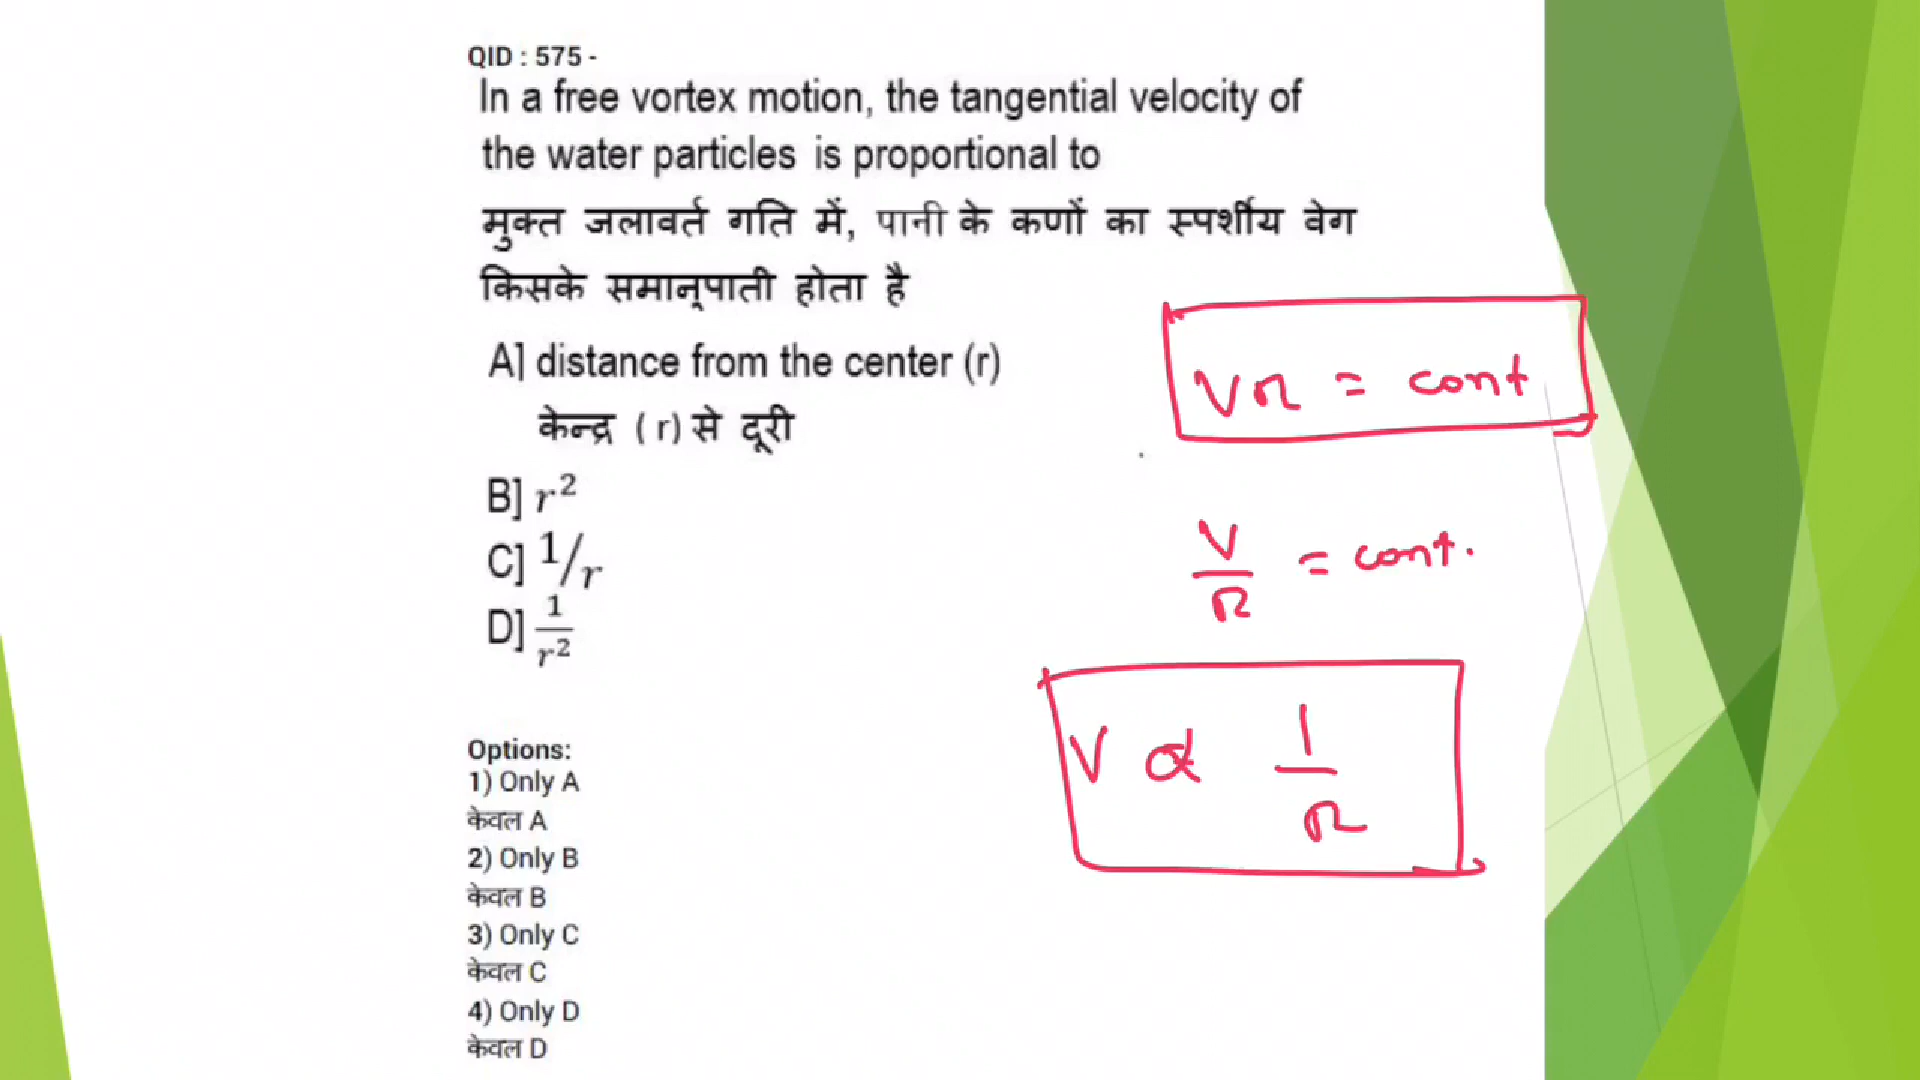 QID : 575 -
In a free vortex motion, the tangential velocity of
the water particles is proportional to
मुक्त जलावर्त गति में, पानी के कणों का स्पर्शीय वेग
किसके समानुपाती होता है
A] distance from the center (r)
केन्द्र ( r) से दूरी
B] r²
C] 1/r
D] 1/r²
Options:
1) Only A
केवल A
2) Only B
केवल B
3) Only C
केवल C
4) Only D
केवल D
Vr = cont
V/r = cont.
V ∝ 1/r